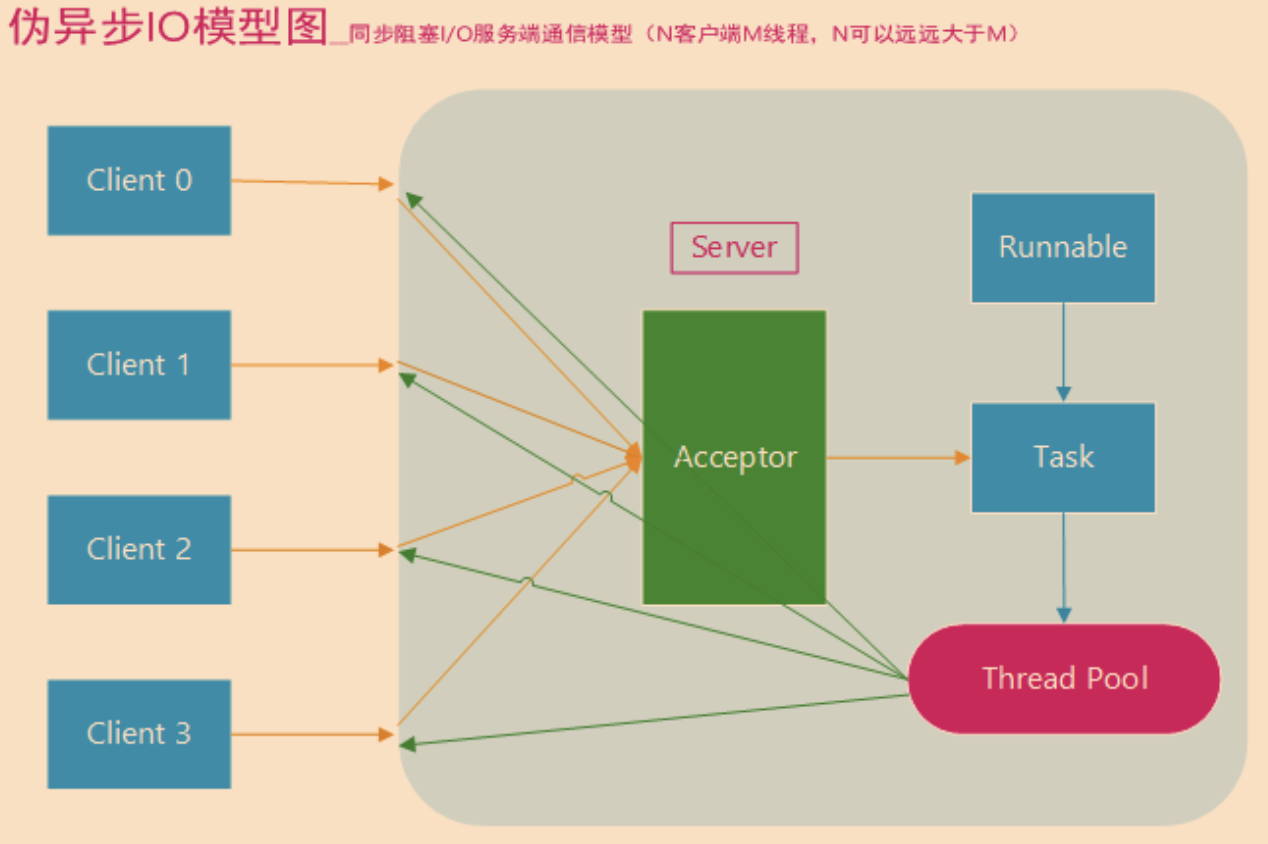 伪异步IO模型图__同步阻塞I/O服务端通信模型（N客户端M线程，N可以远远大于M）
Client 0
Server
Runnable
Client 1
Acceptor
Task
Client 2
Thread Pool
Client 3